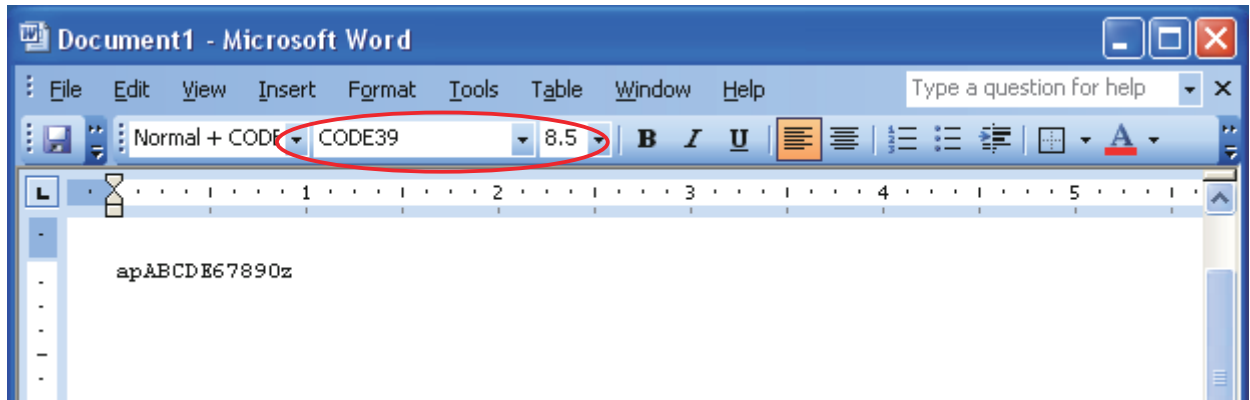 Document1 - Microsoft Word
File Edit View Insert Format Tools Table Window Help Type a question for help
Normal + CODE CODE39 8.5 B I U A
L 1 2 3 4 5
apABCDE67890z